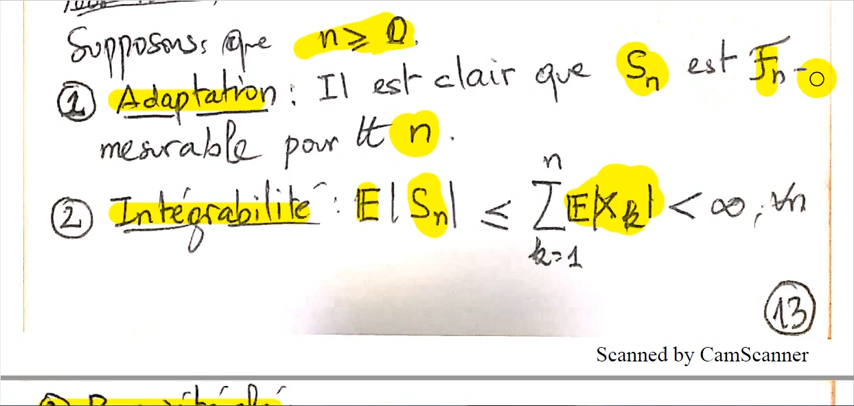 Supposons: que n ≥ 0.
① Adaptation : Il est clair que Sn est Fn -
mesurable pour tt n .
② Intégrabilité : E|Sn| ≤ ∑_{k=1}^{n} E|Xk| < ∞, ∀n
⑬
Scanned by CamScanner